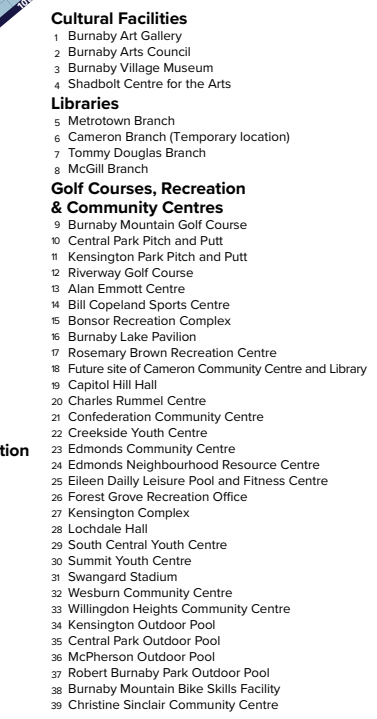 Cultural Facilities
1 Burnaby Art Gallery
2 Burnaby Arts Council
3 Burnaby Village Museum
4 Shadbolt Centre for the Arts
Libraries
5 Metrotown Branch
6 Cameron Branch (Temporary location)
7 Tommy Douglas Branch
8 McGill Branch
Golf Courses, Recreation
& Community Centres
9 Burnaby Mountain Golf Course
10 Central Park Pitch and Putt
11 Kensington Park Pitch and Putt
12 Riverway Golf Course
13 Alan Emmott Centre
14 Bill Copeland Sports Centre
15 Bonsor Recreation Complex
16 Burnaby Lake Pavilion
17 Rosemary Brown Recreation Centre
18 Future site of Cameron Community Centre and Library
19 Capitol Hill Hall
20 Charles Rummel Centre
21 Confederation Community Centre
22 Creekside Youth Centre
tion
23 Edmonds Community Centre
24 Edmonds Neighbourhood Resource Centre
25 Eileen Dailly Leisure Pool and Fitness Centre
26 Forest Grove Recreation Office
27 Kensington Complex
28 Lochdale Hall
29 South Central Youth Centre
30 Summit Youth Centre
31 Swangard Stadium
32 Wesburn Community Centre
33 Willingdon Heights Community Centre
34 Kensington Outdoor Pool
35 Central Park Outdoor Pool
36 McPherson Outdoor Pool
37 Robert Burnaby Park Outdoor Pool
38 Burnaby Mountain Bike Skills Facility
39 Christine Sinclair Community Centre